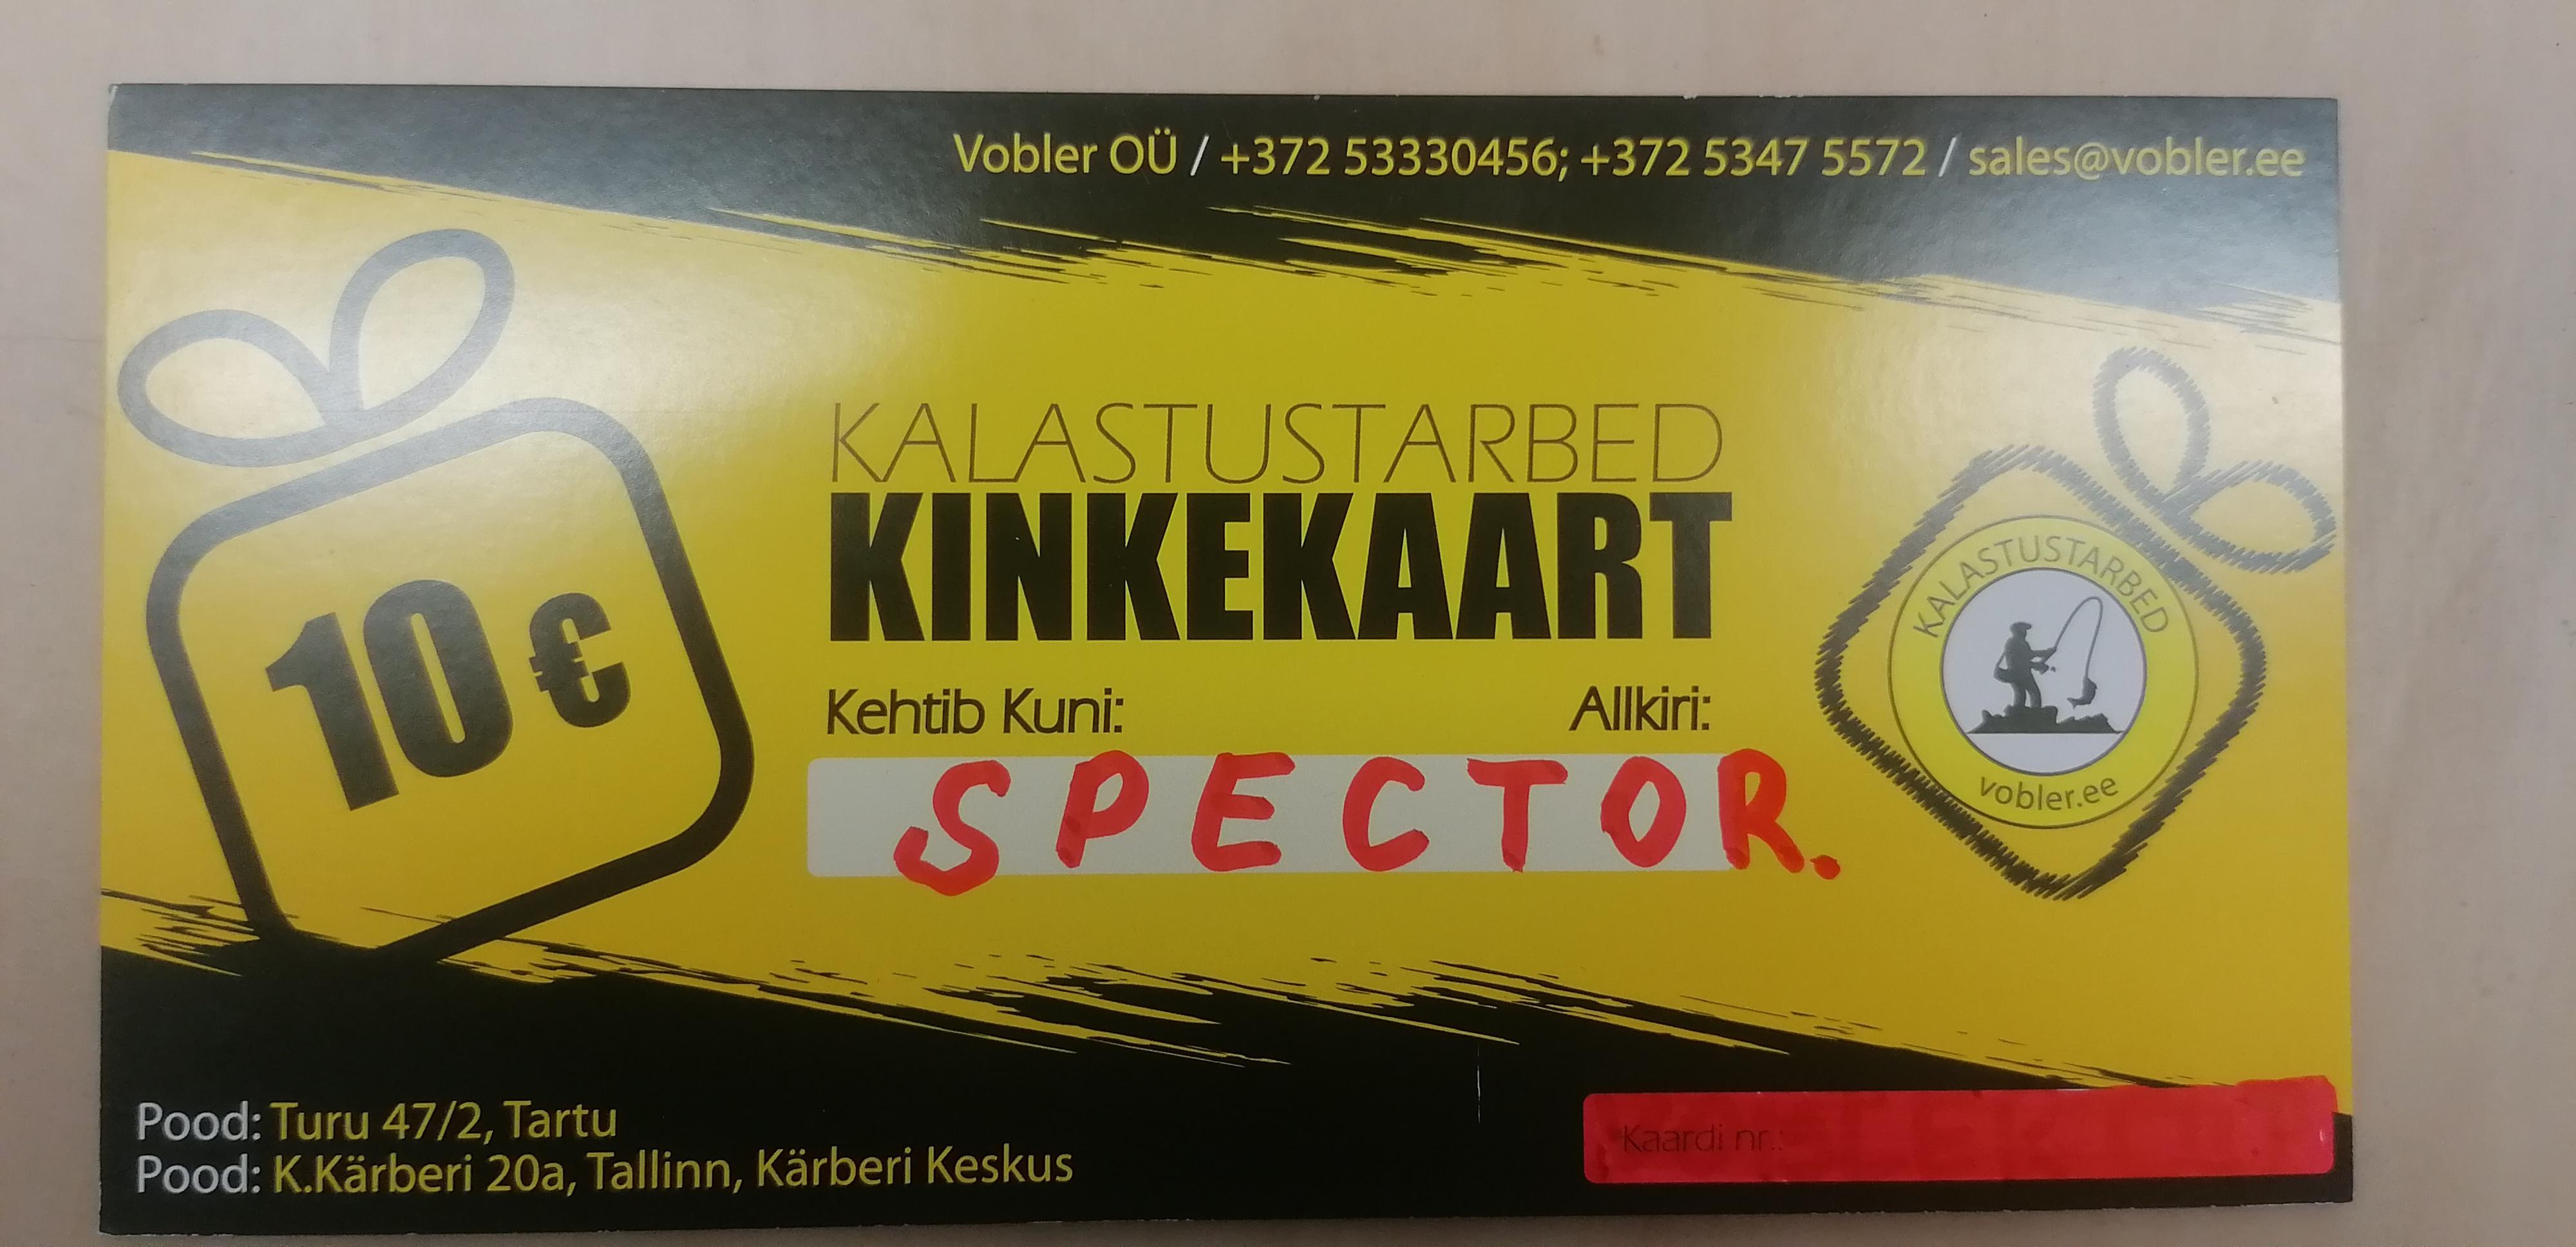 Vobler OÜ / +372 53330456; +372 5347 5572 / sales@vobler.ee
10 €
KALASTUSTARBED
KINKEKAART
Kehtib Kuni: Allkiri:
SPECTOR.
KALASTUSTARBED
vobler.ee
Pood: Turu 47/2, Tartu
Pood: K.Kärberi 20a, Tallinn, Kärberi Keskus
Kaardi nr.: